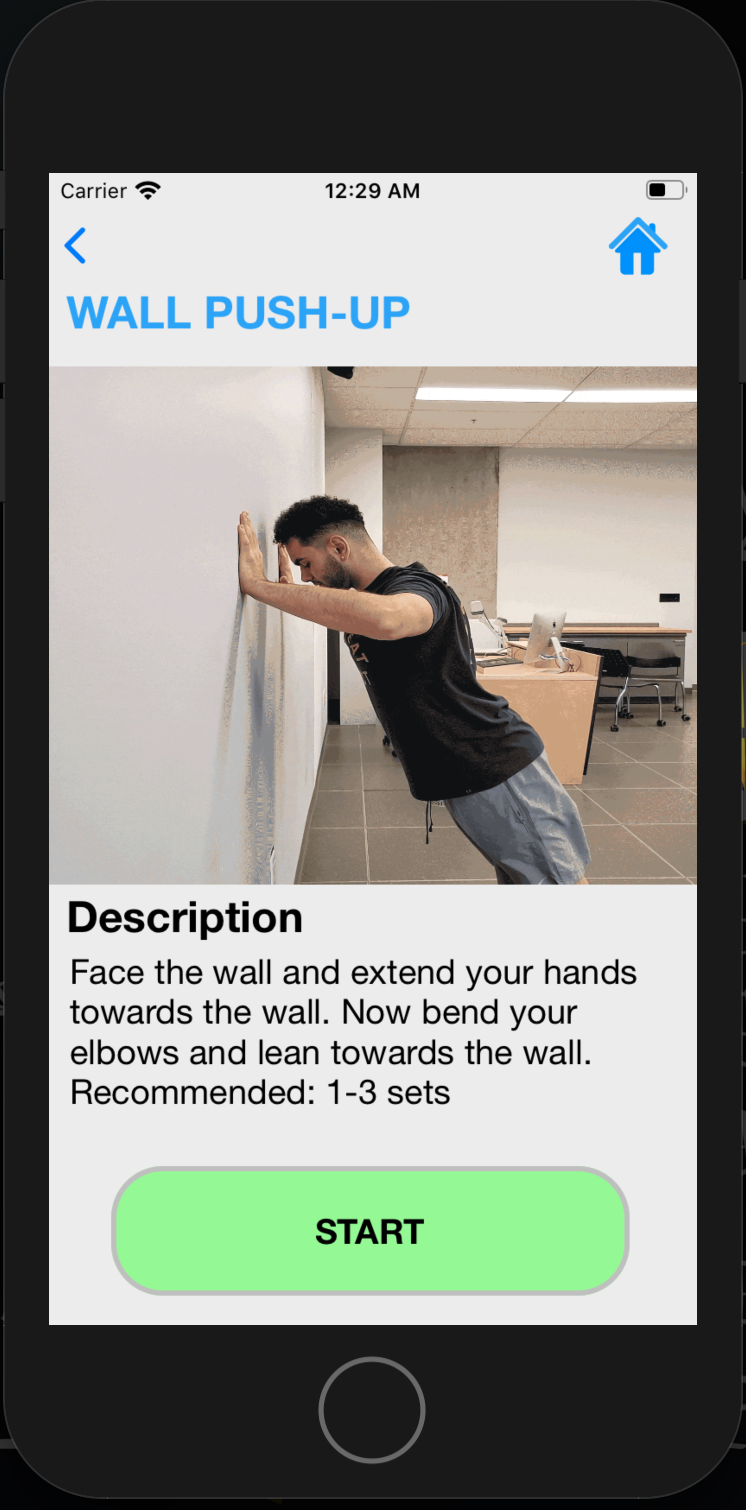 Carrier 12:29 AM
WALL PUSH-UP
Description
Face the wall and extend your hands
towards the wall. Now bend your
elbows and lean towards the wall.
Recommended: 1-3 sets
START